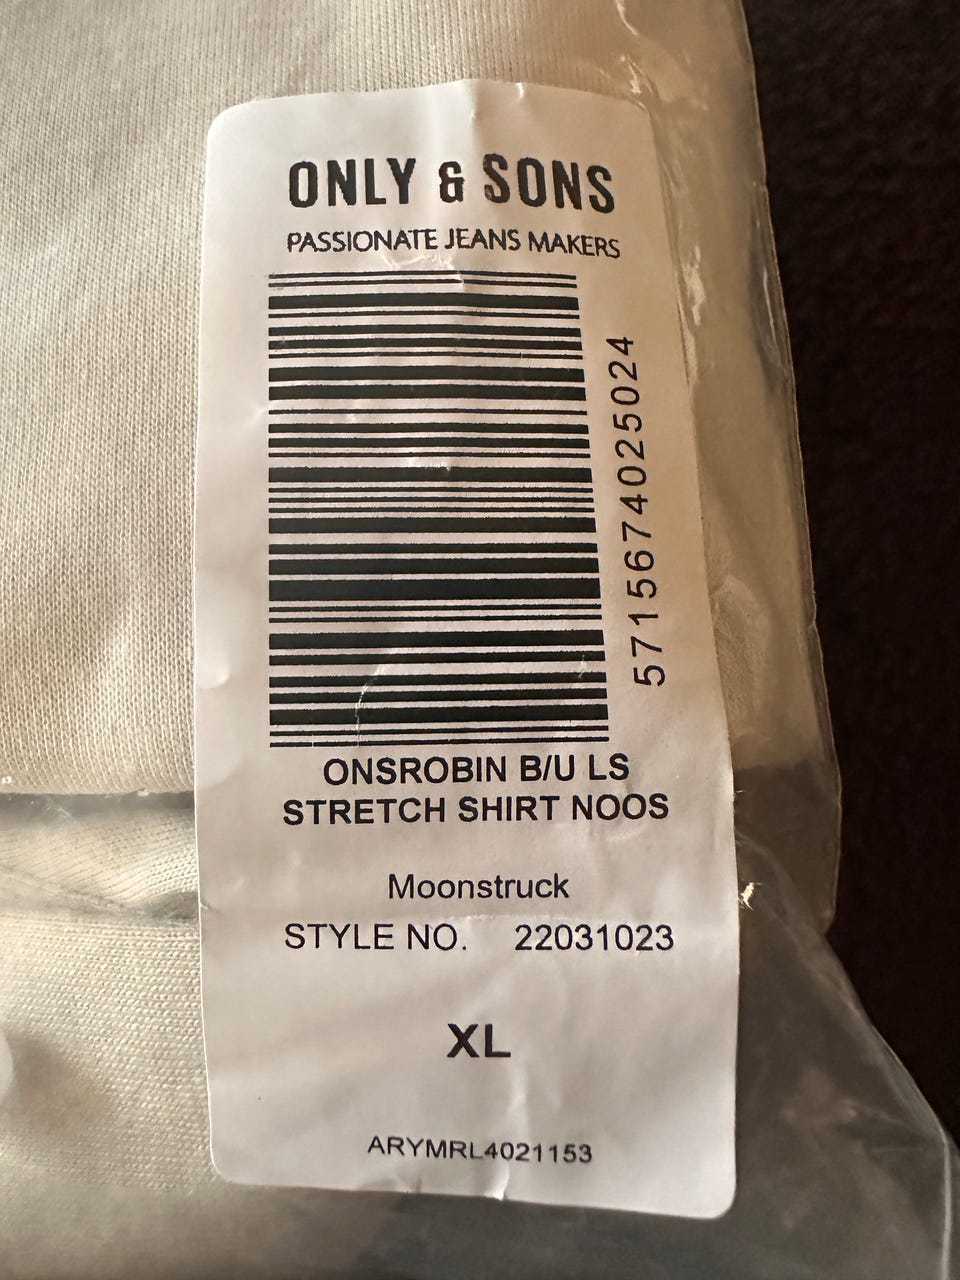 ONLY & SONS
PASSIONATE JEANS MAKERS
5715674025024
ONSROBIN B/U LS
STRETCH SHIRT NOOS
Moonstruck
STYLE NO. 22031023
XL
ARYMRL4021153